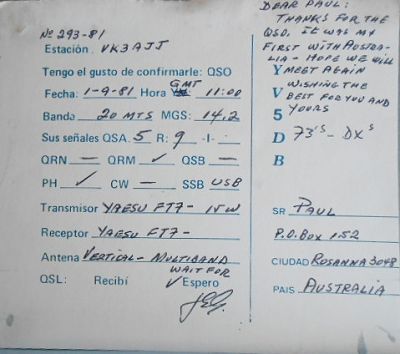 No 293-81
Estación VK3AJJ
Tengo el gusto de confirmarle: QSO
Fecha: 1-9-81 Hora GMT 11:00
Banda 20 MTS MGS: 14,2
Sus señales QSA. 5 R: 9 -I-
QRN — QRM ✓ QSB —
PH ✓ CW — SSB USB
Transmisor YAESU FT7- 15W
Receptor YAESU FT7-
Antena VERTICAL- MULTIBAND
WAIT FOR
QSL: Recibí ✓ Espero
DEAR PAUL:
THANKS FOR THE
QSO. IT WAS MY
FIRST WITH AUSTRA-
LIA - HOPE WE WILL
Y MEET AGAIN
WISHING THE
V BEST FOR YOU AND
5 YOURS
D 73'S - DXS
B
SR PAUL
P.O. BOX 152
CIUDAD ROSANNA 3048
PAIS AUSTRALIA